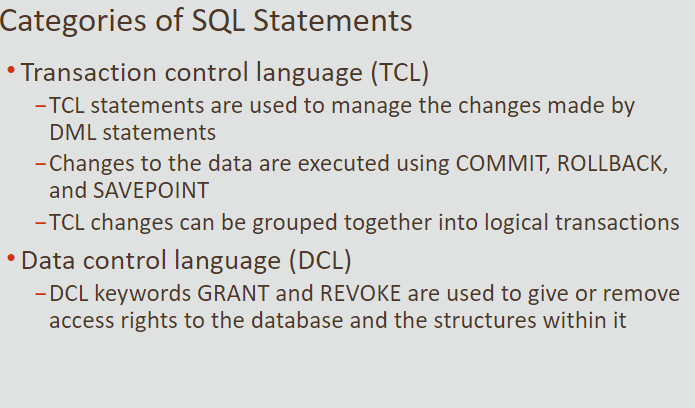 Categories of SQL Statements
• Transaction control language (TCL)
–TCL statements are used to manage the changes made by
DML statements
–Changes to the data are executed using COMMIT, ROLLBACK,
and SAVEPOINT
–TCL changes can be grouped together into logical transactions
• Data control language (DCL)
–DCL keywords GRANT and REVOKE are used to give or remove
access rights to the database and the structures within it